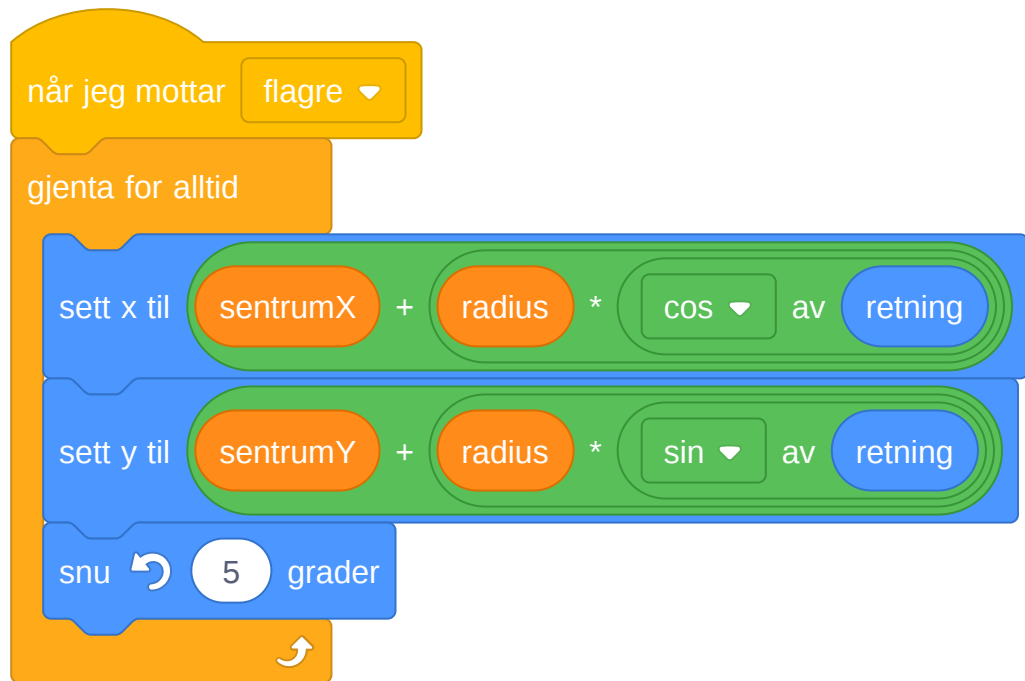 når jeg mottar flagre
gjenta for alltid
sett x til sentrumX + radius * cos av retning
sett y til sentrumY + radius * sin av retning
snu 5 grader